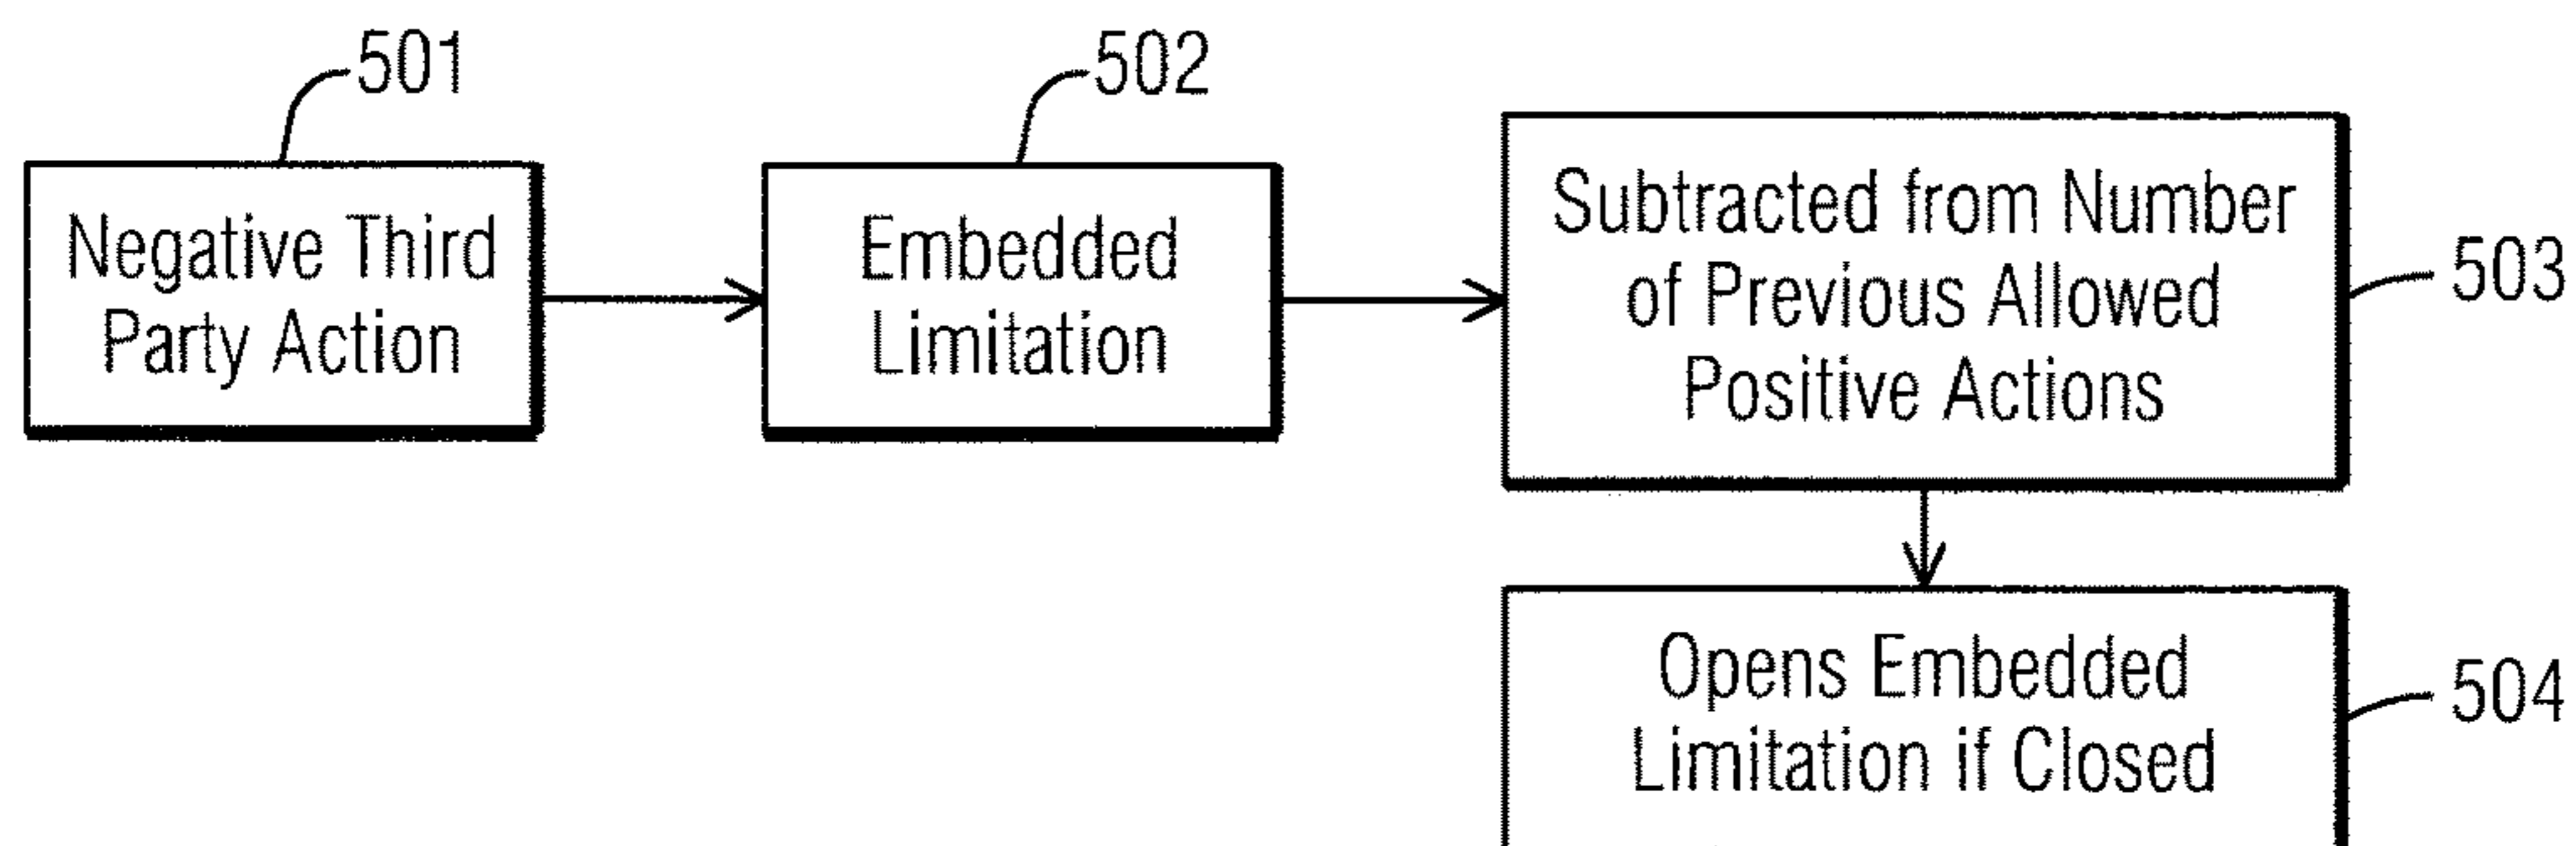 501
502
Negative Third
Party Action
Embedded
Limitation
Subtracted from Number
of Previous Allowed
Positive Actions
503
Opens Embedded
Limitation if Closed
504